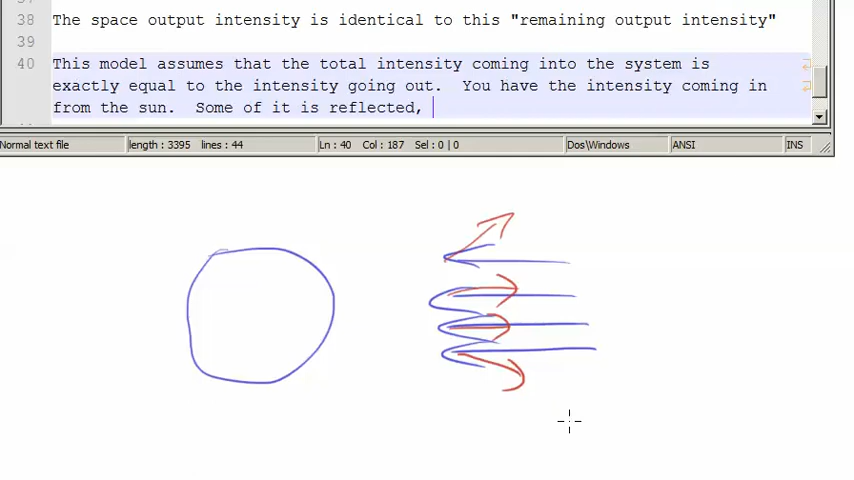 38 The space output intensity is identical to this "remaining output intensity"
39
40 This model assumes that the total intensity coming into the system is
exactly equal to the intensity going out.  You have the intensity coming in
from the sun.  Some of it is reflected,
Normal text file length : 3395 lines : 44 Ln : 40 Col : 187 Sel : 0 | 0 Dos\Windows ANSI INS